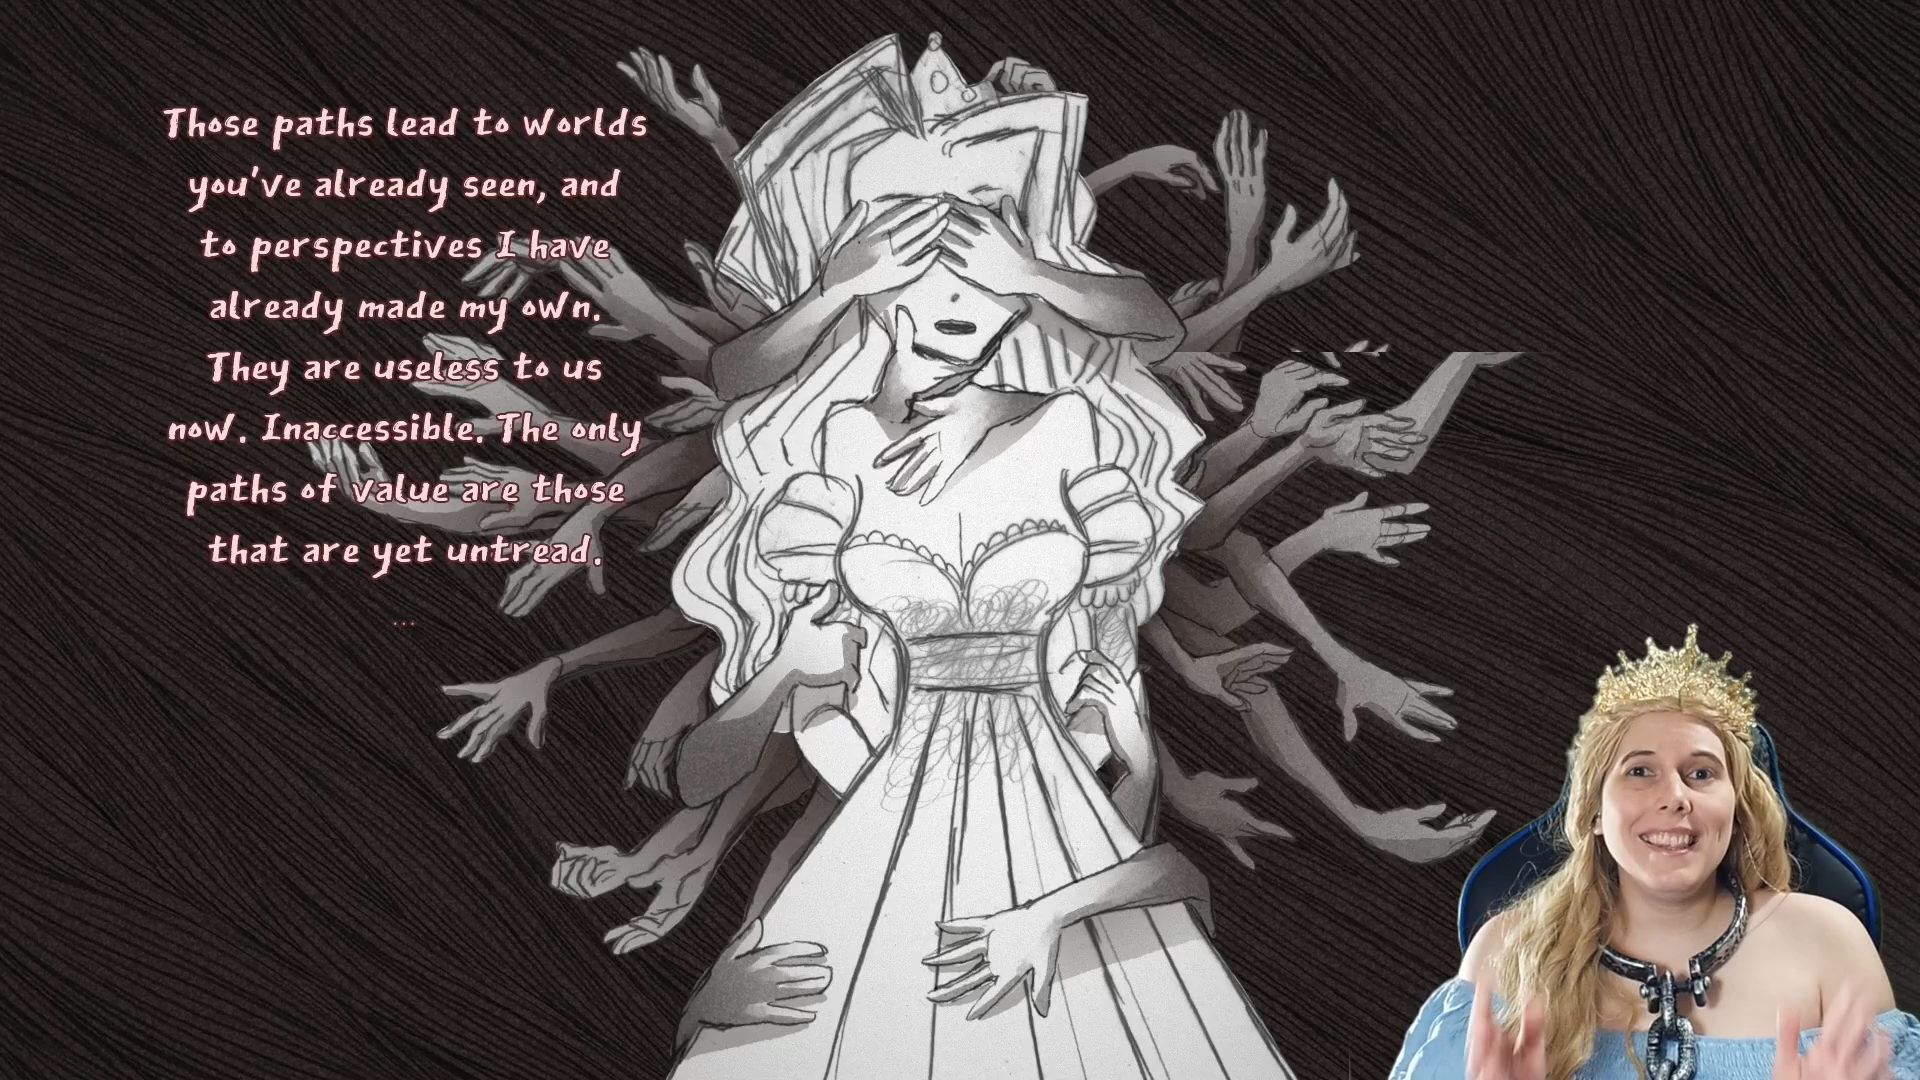 Those paths lead to worlds
you've already seen, and
to perspectives I have
already made my own.
They are useless to us
now. Inaccessible. The only
paths of value are those
that are yet untread.
...